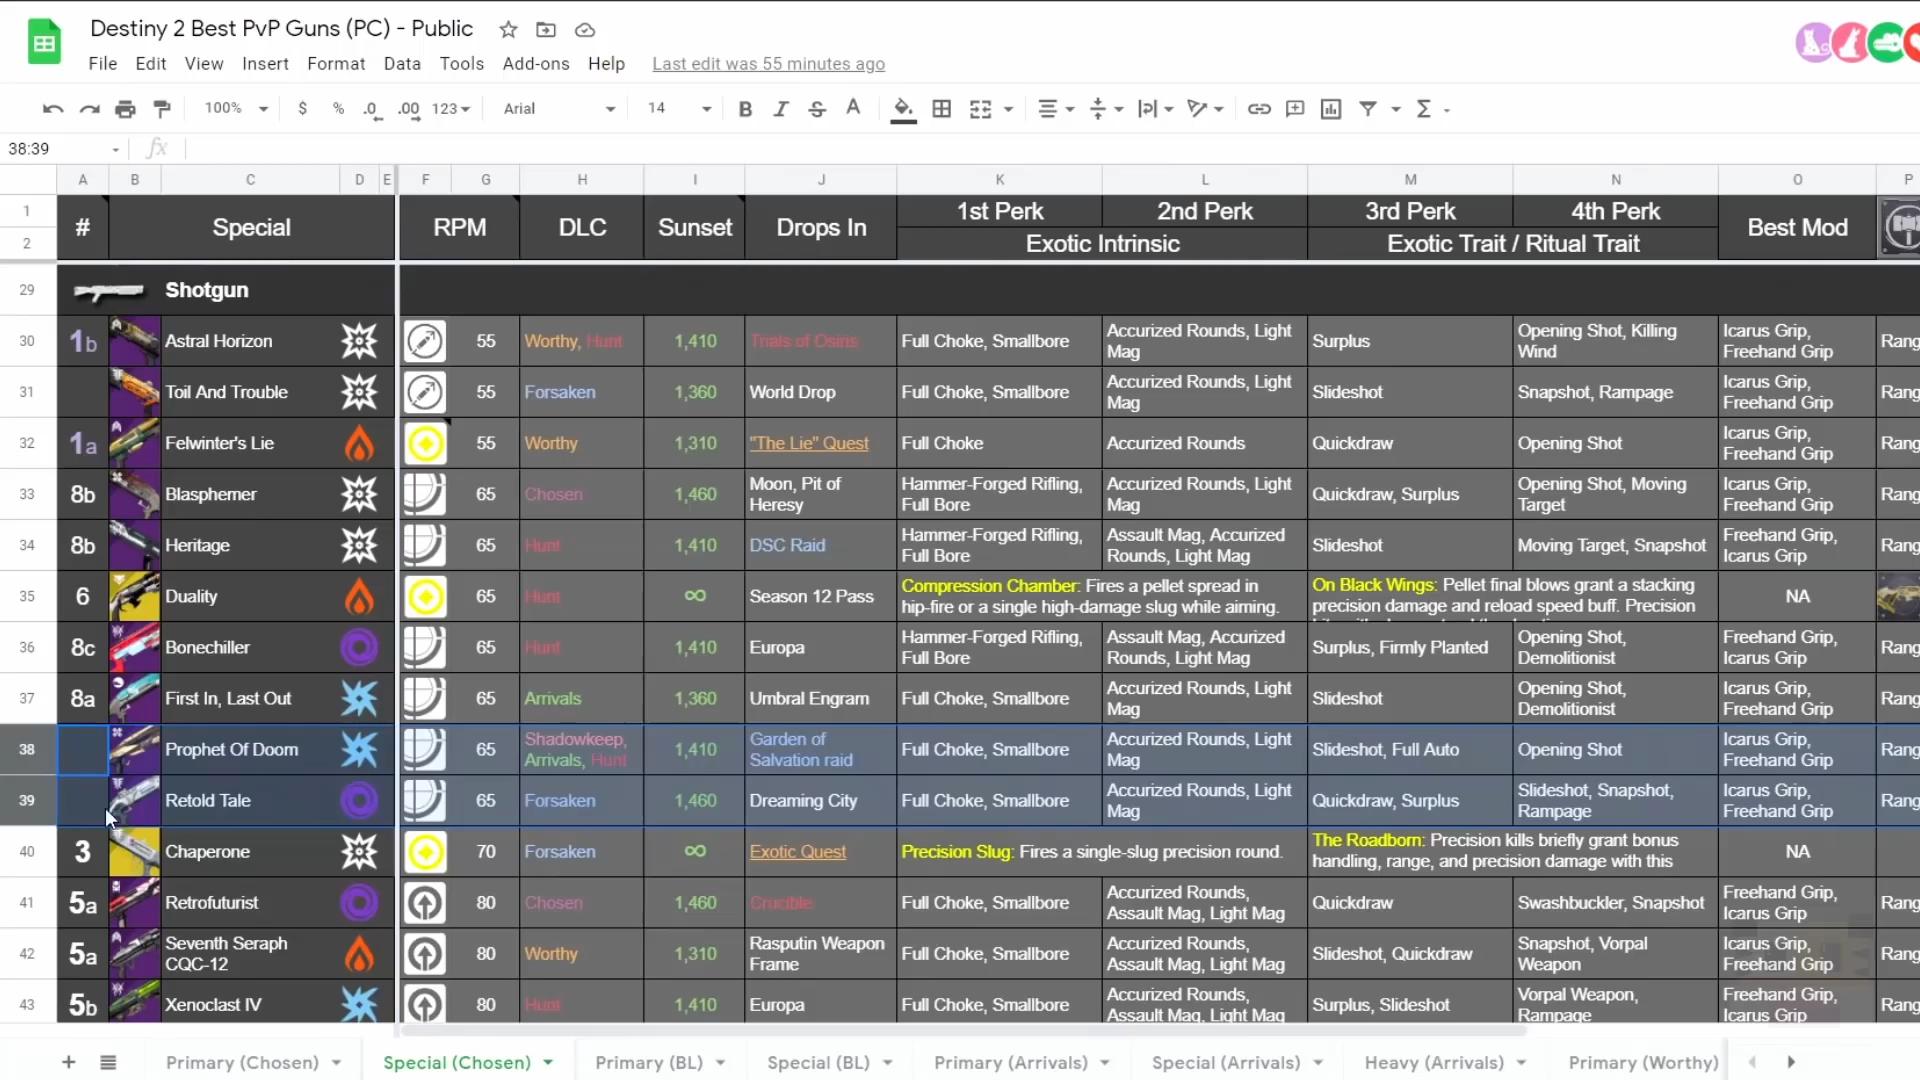 Destiny 2 Best PvP Guns (PC) - Public
File Edit View Insert Format Data Tools Add-ons Help Last edit was 55 minutes ago
100% $ % .0 .00 123 Arial 14 B I S A Σ
38:39 fx
A B C D E F G H I J K L M N O P
1 # Special RPM DLC Sunset Drops In 1st Perk 2nd Perk 3rd Perk 4th Perk Best Mod
2 Exotic Intrinsic Exotic Trait / Ritual Trait
29 Shotgun
30 1b Astral Horizon 55 Worthy, Hunt 1,410 Trials of Osiris Full Choke, Smallbore Accurized Rounds, Light Mag Surplus Opening Shot, Killing Wind Icarus Grip, Freehand Grip Rang
31 Toil And Trouble 55 Forsaken 1,360 World Drop Full Choke, Smallbore Accurized Rounds, Light Mag Slideshot Snapshot, Rampage Icarus Grip, Freehand Grip Rang
32 1a Felwinter's Lie 55 Worthy 1,310 "The Lie" Quest Full Choke Accurized Rounds Quickdraw Opening Shot Icarus Grip, Freehand Grip Rang
33 8b Blasphemer 65 Chosen 1,460 Moon, Pit of Heresy Hammer-Forged Rifling, Full Bore Accurized Rounds, Light Mag Quickdraw, Surplus Opening Shot, Moving Target Icarus Grip, Freehand Grip Rang
34 8b Heritage 65 Hunt 1,410 DSC Raid Hammer-Forged Rifling, Full Bore Assault Mag, Accurized Rounds, Light Mag Slideshot Moving Target, Snapshot Freehand Grip, Icarus Grip Rang
35 6 Duality 65 Hunt ∞ Season 12 Pass Compression Chamber: Fires a pellet spread in hip-fire or a single high-damage slug while aiming. On Black Wings: Pellet final blows grant a stacking precision damage and reload speed buff. Precision NA
36 8c Bonechiller 65 Hunt 1,410 Europa Hammer-Forged Rifling, Full Bore Assault Mag, Accurized Rounds, Light Mag Surplus, Firmly Planted Opening Shot, Demolitionist Freehand Grip, Icarus Grip Rang
37 8a First In, Last Out 65 Arrivals 1,360 Umbral Engram Full Choke, Smallbore Accurized Rounds, Light Mag Slideshot Opening Shot, Demolitionist Icarus Grip, Freehand Grip Rang
38 Prophet Of Doom 65 Shadowkeep, Arrivals, Hunt 1,410 Garden of Salvation raid Full Choke, Smallbore Accurized Rounds, Light Mag Slideshot, Full Auto Opening Shot Icarus Grip, Freehand Grip Rang
39 Retold Tale 65 Forsaken 1,460 Dreaming City Full Choke, Smallbore Accurized Rounds, Light Mag Quickdraw, Surplus Slideshot, Snapshot, Rampage Icarus Grip, Freehand Grip Rang
40 3 Chaperone 70 Forsaken ∞ Exotic Quest Precision Slug: Fires a single-slug precision round. The Roadborn: Precision kills briefly grant bonus handling, range, and precision damage with this NA
41 5a Retrofuturist 80 Chosen 1,460 Crucible Full Choke, Smallbore Accurized Rounds, Assault Mag, Light Mag Quickdraw Swashbuckler, Snapshot Freehand Grip, Icarus Grip Rang
42 5a Seventh Seraph CQC-12 80 Worthy 1,310 Rasputin Weapon Frame Full Choke, Smallbore Accurized Rounds, Assault Mag, Light Mag Slideshot, Quickdraw Snapshot, Vorpal Weapon Icarus Grip, Freehand Grip Rang
43 5b Xenoclast IV 80 Hunt 1,410 Europa Full Choke, Smallbore Accurized Rounds, Assault Mag, Light Mag Surplus, Slideshot Vorpal Weapon, Rampage Freehand Grip, Icarus Grip Rang
+ Primary (Chosen) Special (Chosen) Primary (BL) Special (BL) Primary (Arrivals) Special (Arrivals) Heavy (Arrivals) Primary (Worthy)